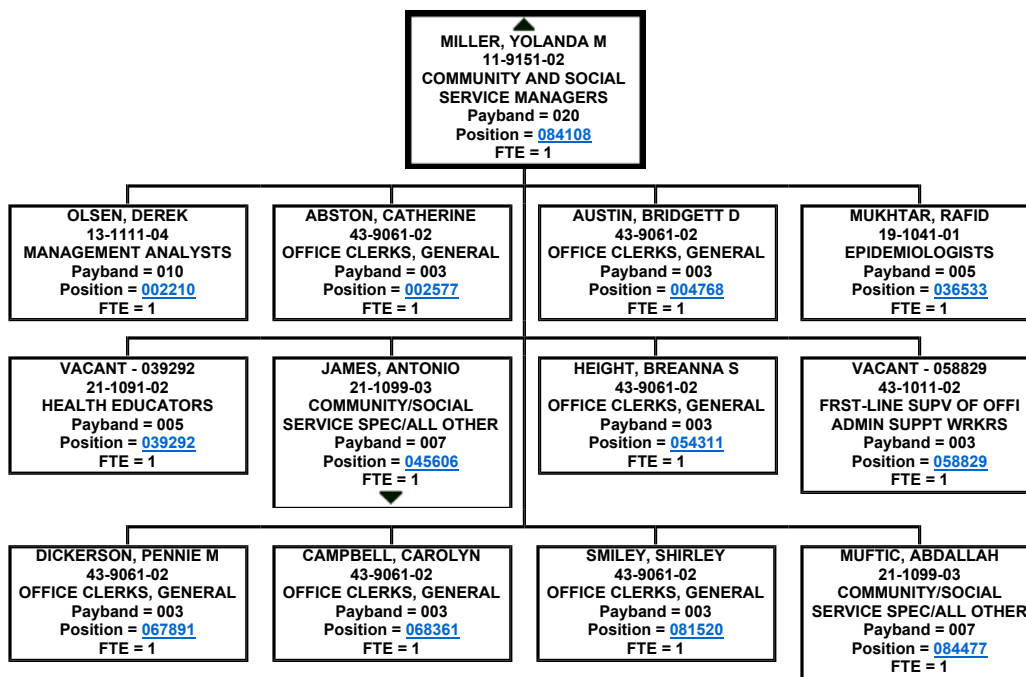 MILLER, YOLANDA M
11-9151-02
COMMUNITY AND SOCIAL
SERVICE MANAGERS
Payband = 020
Position = 084108
FTE = 1
OLSEN, DEREK
13-1111-04
MANAGEMENT ANALYSTS
Payband = 010
Position = 002210
FTE = 1
ABSTON, CATHERINE
43-9061-02
OFFICE CLERKS, GENERAL
Payband = 003
Position = 002577
FTE = 1
AUSTIN, BRIDGETT D
43-9061-02
OFFICE CLERKS, GENERAL
Payband = 003
Position = 004768
FTE = 1
MUKHTAR, RAFID
19-1041-01
EPIDEMIOLOGISTS
Payband = 005
Position = 036533
FTE = 1
VACANT - 039292
21-1091-02
HEALTH EDUCATORS
Payband = 005
Position = 039292
FTE = 1
JAMES, ANTONIO
21-1099-03
COMMUNITY/SOCIAL
SERVICE SPEC/ALL OTHER
Payband = 007
Position = 045606
FTE = 1
HEIGHT, BREANNA S
43-9061-02
OFFICE CLERKS, GENERAL
Payband = 003
Position = 054311
FTE = 1
VACANT - 058829
43-1011-02
FRST-LINE SUPV OF OFFI
ADMIN SUPPT WRKRS
Payband = 003
Position = 058829
FTE = 1
DICKERSON, PENNIE M
43-9061-02
OFFICE CLERKS, GENERAL
Payband = 003
Position = 067891
FTE = 1
CAMPBELL, CAROLYN
43-9061-02
OFFICE CLERKS, GENERAL
Payband = 003
Position = 068361
FTE = 1
SMILEY, SHIRLEY
43-9061-02
OFFICE CLERKS, GENERAL
Payband = 003
Position = 081520
FTE = 1
MUFTIC, ABDALLAH
21-1099-03
COMMUNITY/SOCIAL
SERVICE SPEC/ALL OTHER
Payband = 007
Position = 084477
FTE = 1